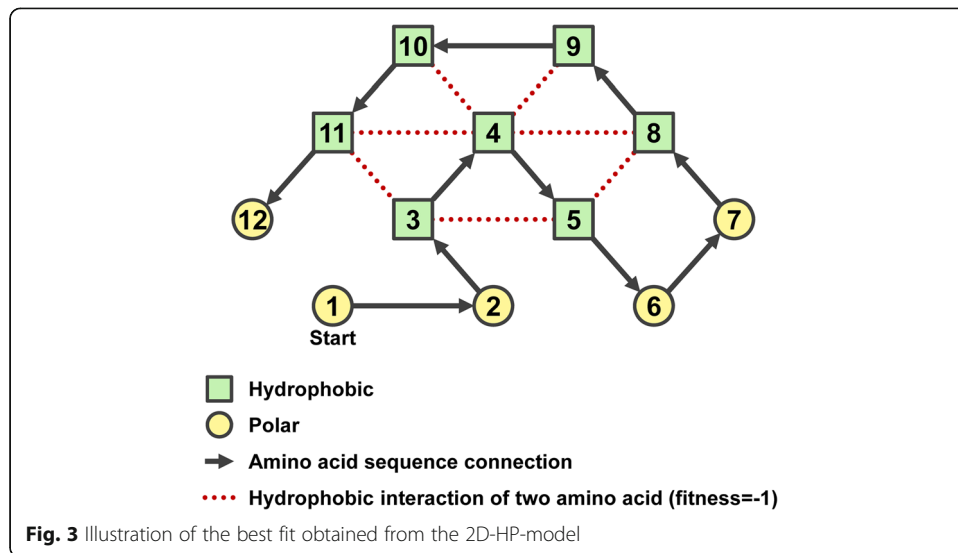 10 9
11 4 8
12 3 5 7
1 2 6
Start
Hydrophobic
Polar
Amino acid sequence connection
Hydrophobic interaction of two amino acid (fitness=-1)
Fig. 3 Illustration of the best fit obtained from the 2D-HP-model